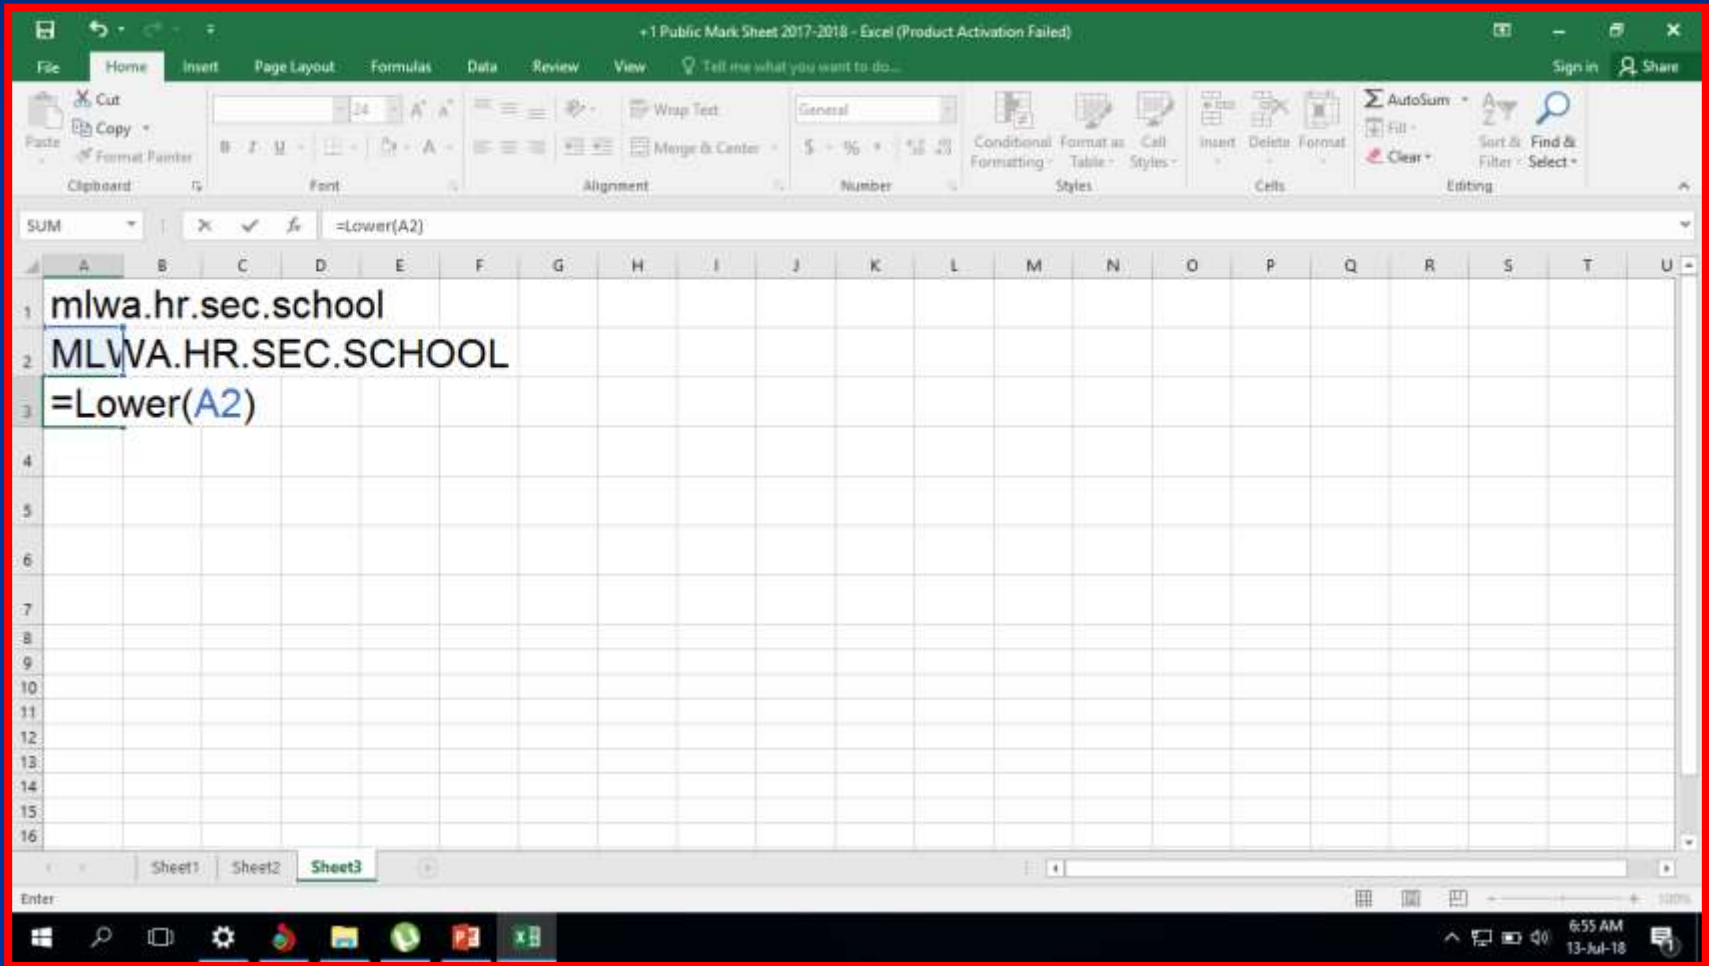 +1 Public Mark Sheet 2017-2018 - Excel (Product Activation Failed)
File Home Insert Page Layout Formulas Data Review View Tell me what you want to do... Sign in Share
Cut
Copy
Format Painter
Paste
Clipboard
24
B I U
A
Font
Wrap Text
Merge & Center
Alignment
General
$ %
Number
Conditional Formatting
Format as Table
Cell Styles
Styles
Insert Delete Format
Cells
AutoSum
Fill
Clear
Sort & Filter
Find & Select
Editing
SUM fx =Lower(A2)
A B C D E F G H I J K L M N O P Q R S T U
1 mlwa.hr.sec.school
2 MLWA.HR.SEC.SCHOOL
3 =Lower(A2)
4
5
6
7
8
9
10
11
12
13
14
15
16
Sheet1 Sheet2 Sheet3
Enter 100%
6:55 AM
13-Jul-18